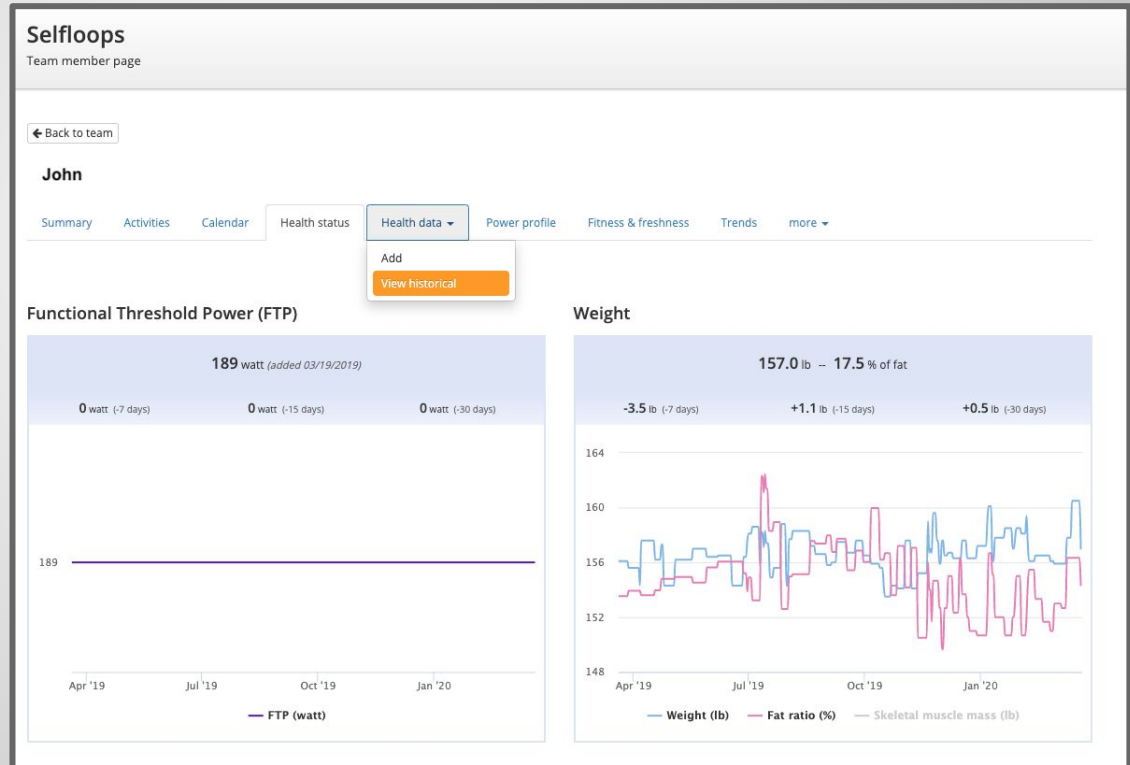 Selfloops
Team member page
Back to team
John
Summary Activities Calendar Health status Health data Power profile Fitness & freshness Trends more
Add
View historical
Functional Threshold Power (FTP)
189 watt (added 03/19/2019)
0 watt (-7 days) 0 watt (-15 days) 0 watt (-30 days)
189
Apr '19 Jul '19 Oct '19 Jan '20
FTP (watt)
Weight
157.0 lb – 17.5 % of fat
-3.5 lb (-7 days) +1.1 lb (-15 days) +0.5 lb (-30 days)
164
160
156
152
148
Apr '19 Jul '19 Oct '19 Jan '20
Weight (lb) Fat ratio (%) Skeletal muscle mass (lb)